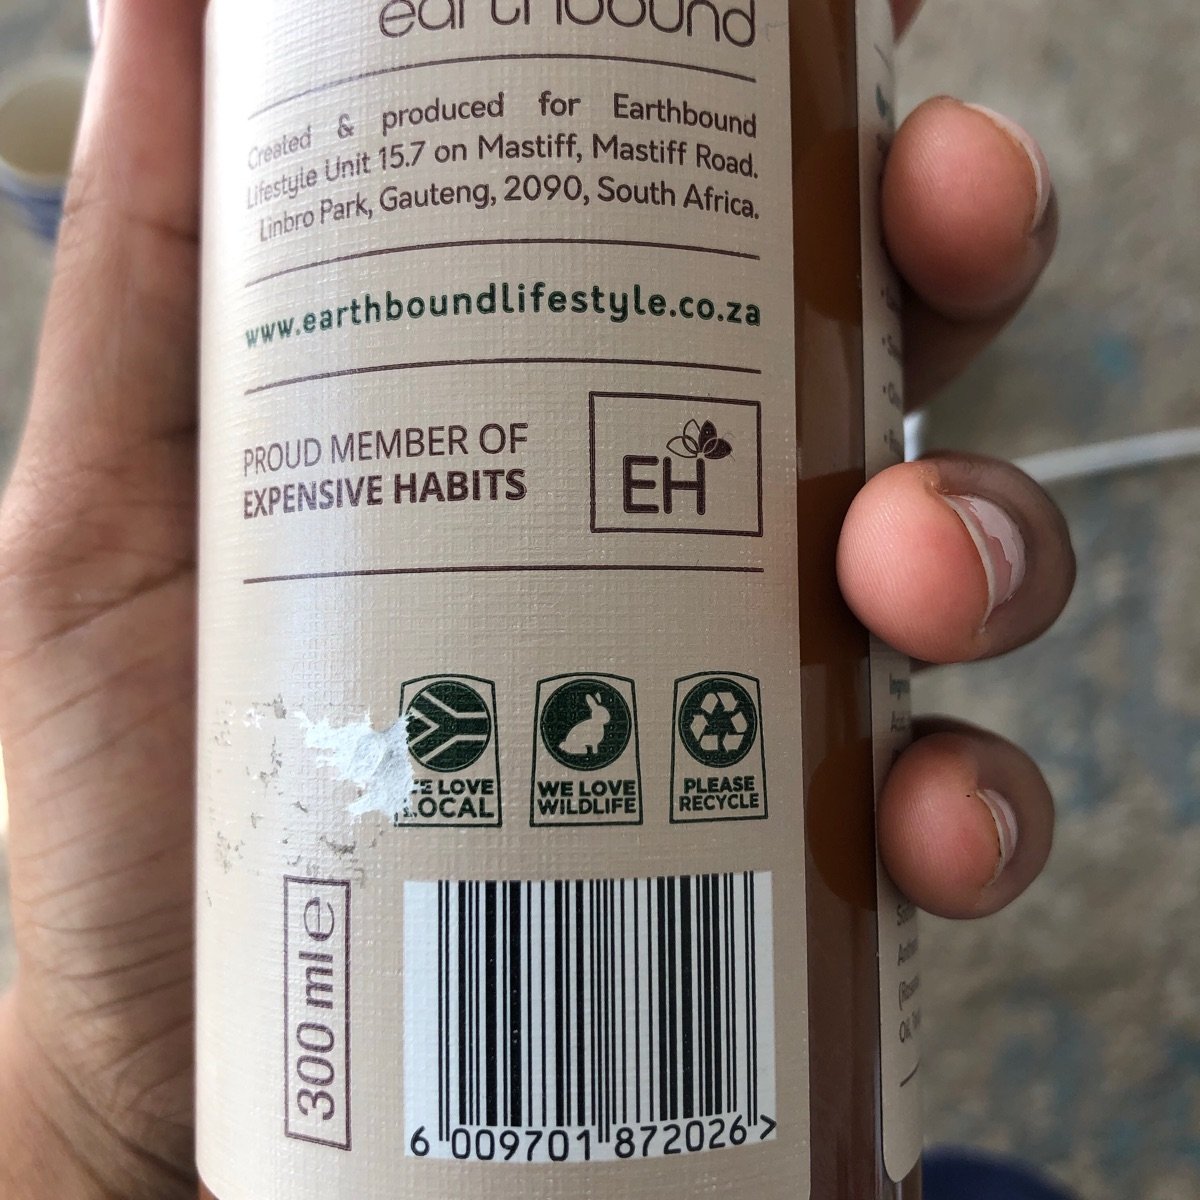 earthbound
Created & produced for Earthbound
Lifestyle Unit 15.7 on Mastiff, Mastiff Road.
Linbro Park, Gauteng, 2090, South Africa.
www.earthboundlifestyle.co.za
PROUD MEMBER OF
EXPENSIVE HABITS
EH
LOVE
LOCAL
WE LOVE
WILDLIFE
PLEASE
RECYCLE
300 ml e
6 009701 872026 >